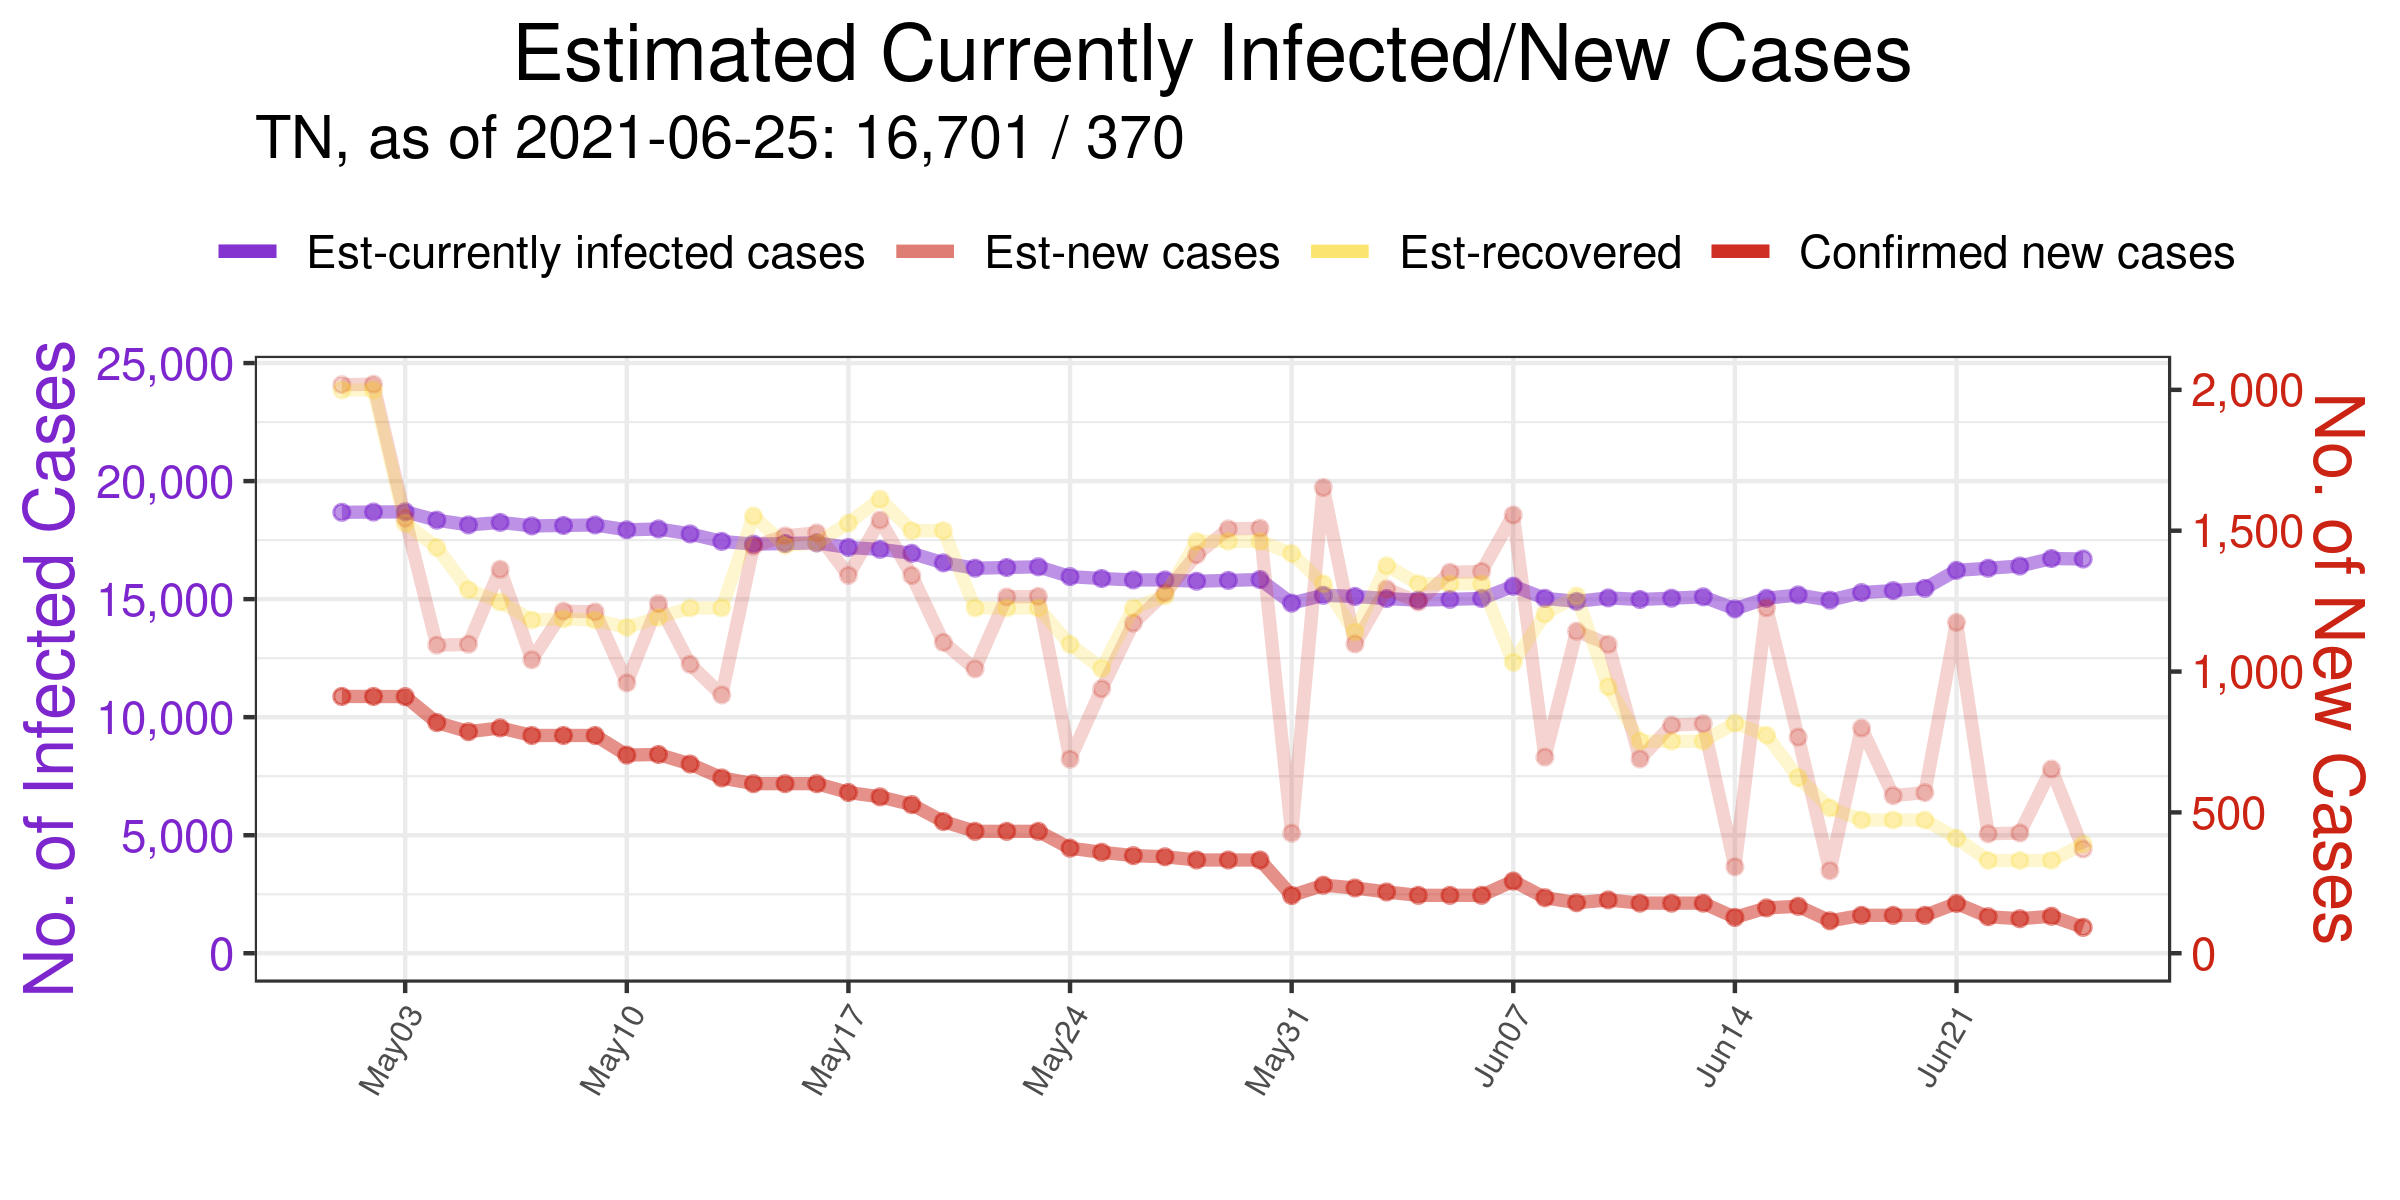 Estimated Currently Infected/New Cases
TN, as of 2021-06-25: 16,701 / 370
Est-currently infected cases Est-new cases Est-recovered Confirmed new cases
No. of Infected Cases
25,000
20,000
15,000
10,000
5,000
0
2,000
1,500
1,000
500
0
No. of New Cases
May03 May10 May17 May24 May31 Jun07 Jun14 Jun21